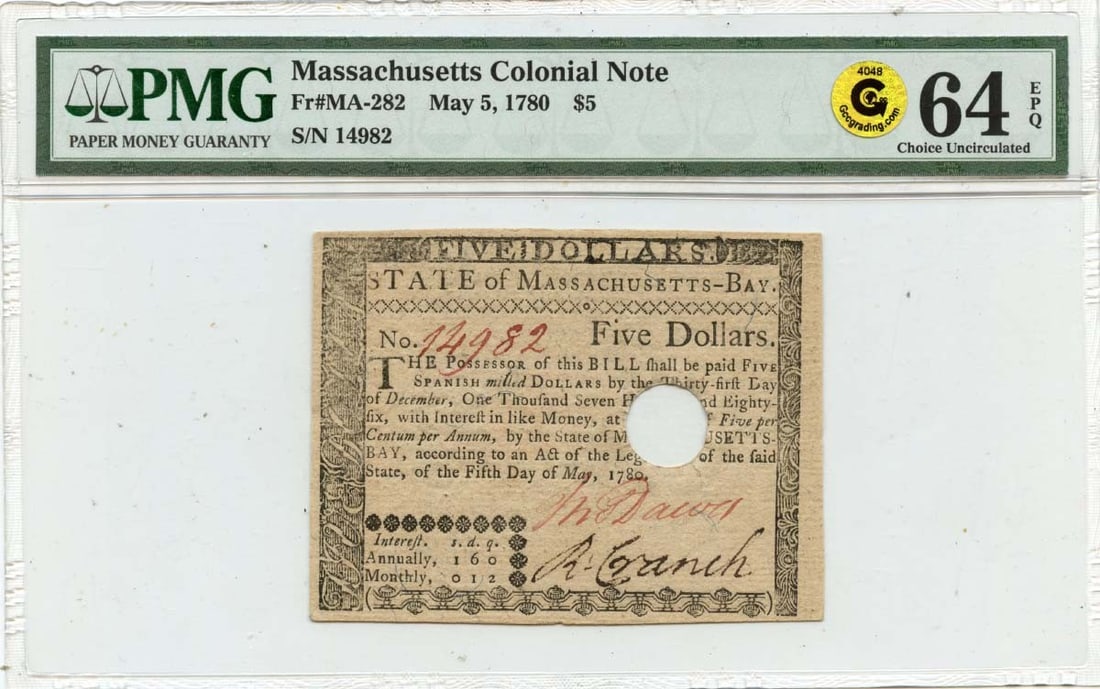 PMG
PAPER MONEY GUARANTY
Massachusetts Colonial Note
Fr#MA-282 May 5, 1780 $5
S/N 14982
4048
Gccgrading.com
64 EPQ
Choice Uncirculated
FIVE DOLLARS.
STATE of MASSACHUSETTS-BAY.
No. 14982 Five Dollars.
THE POSSESSOR of this BILL ſhall be paid FIVE
SPANISH milled DOLLARS by the Thirty-firſt Day
of December, One Thouſand Seven H nd Eighty-
ſix, with Intereſt in like Money, at f Five per
Centum per Annum, by the State of M USETTS-
BAY, according to an Act of the Leg of the ſaid
State, of the Fifth Day of May, 1780.
Intereſt. s. d. q.
Annually, 1 6 0
Monthly, 0 1 2
R. Cranch